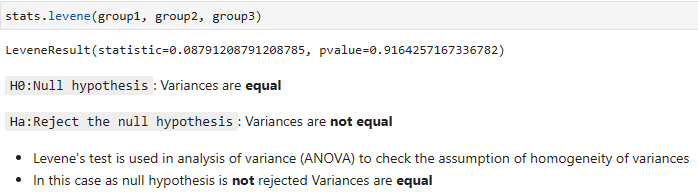 stats.levene(group1, group2, group3)
LeveneResult(statistic=0.08791208791208785, pvalue=0.9164257167336782)
H0:Null hypothesis : Variances are equal
Ha:Reject the null hypothesis : Variances are not equal
• Levene's test is used in analysis of variance (ANOVA) to check the assumption of homogeneity of variances
• In this case as null hypothesis is not rejected Variances are equal